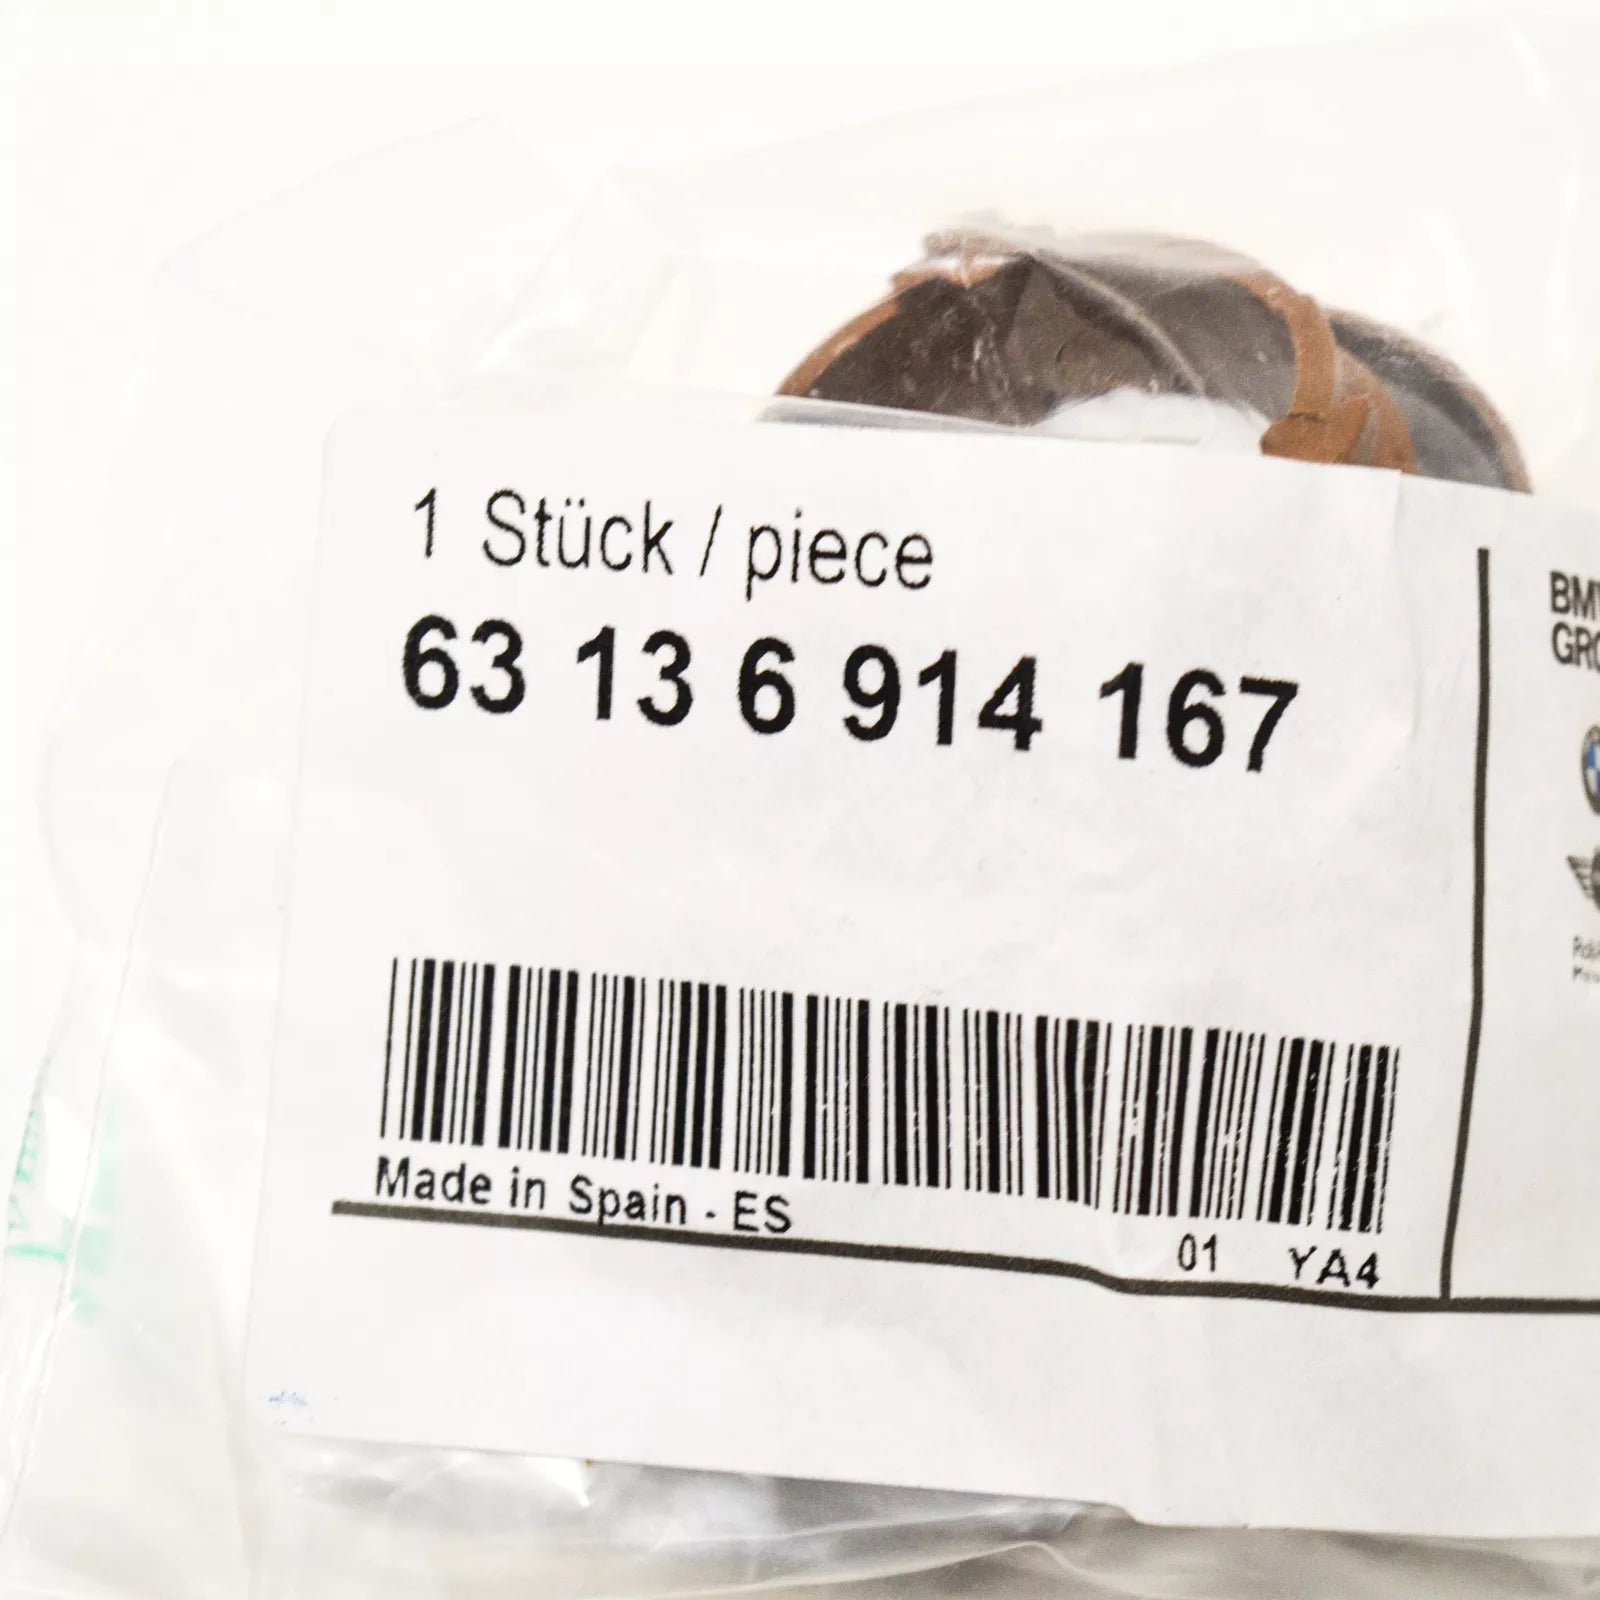 1 Stück / piece
63 13 6 914 167
Made in Spain - ES
01 YA4